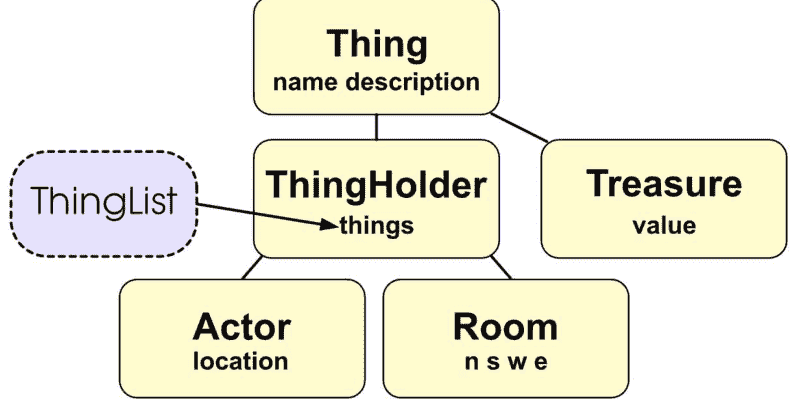 Thing
name description
ThingList
ThingHolder
things
Treasure
value
Actor
location
Room
n s w e